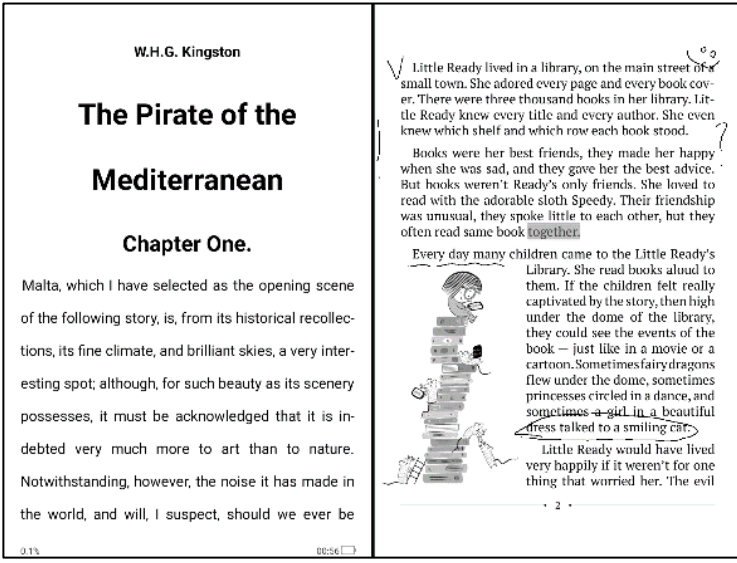 W.H.G. Kingston
The Pirate of the
Mediterranean
Chapter One.
Malta, which I have selected as the opening scene
of the following story, is, from its historical recollec-
tions, its fine climate, and brilliant skies, a very inter-
esting spot; although, for such beauty as its scenery
possesses, it must be acknowledged that it is in-
debted very much more to art than to nature.
Notwithstanding, however, the noise it has made in
the world, and will, I suspect, should we ever be
0.1%
00:56
Little Ready lived in a library, on the main street of a
small town. She adored every page and every book cov-
er. There were three thousand books in her library. Lit-
tle Ready knew every title and every author. She even
knew which shelf and which row each book stood.
Books were her best friends, they made her happy
when she was sad, and they gave her the best advice.
But books weren't Ready's only friends. She loved to
read with the adorable sloth Speedy. Their friendship
was unusual, they spoke little to each other, but they
often read same book together.
Every day many children came to the Little Ready's
Library. She read books aloud to
them. If the children felt really
captivated by the story, then high
under the dome of the library,
they could see the events of the
book — just like in a movie or a
cartoon. Sometimes fairy dragons
flew under the dome, sometimes
princesses circled in a dance, and
sometimes a girl in a beautiful
dress talked to a smiling cat.
Little Ready would have lived
very happily if it weren't for one
thing that worried her. The evil
• 2 •